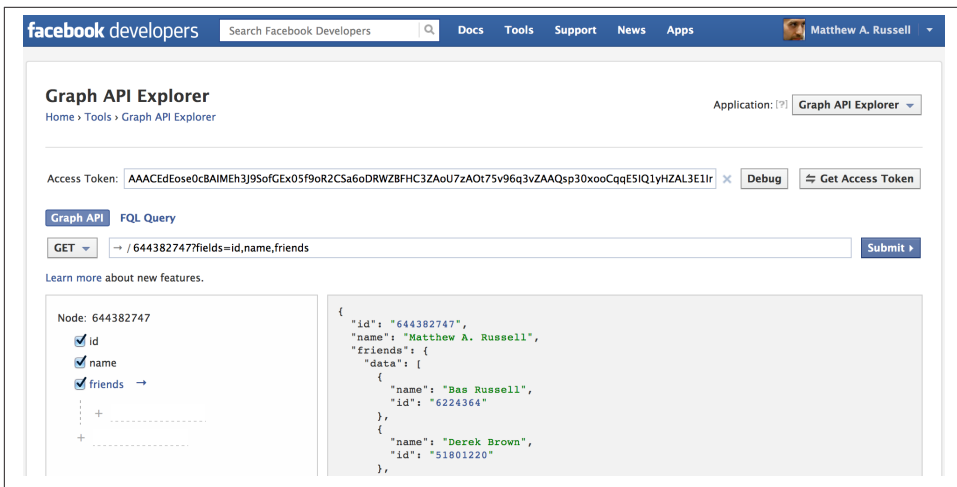 facebook developers Search Facebook Developers Docs Tools Support News Apps Matthew A. Russell
Graph API Explorer
Home › Tools › Graph API Explorer
Application: [?] Graph API Explorer
Access Token: AAACEdEose0cBAIMEh3J9SofGEx05f9oR2CSa6oDRWZBFHC3ZAoU7zAOt75v96q3vZAAQsp30xooCqqE5IQ1yHZAL3E1Ir × Debug ⇋ Get Access Token
Graph API FQL Query
GET → / 644382747?fields=id,name,friends Submit ›
Learn more about new features.
Node: 644382747
id
name
friends →
+
+
{
"id": "644382747",
"name": "Matthew A. Russell",
"friends": {
"data": [
{
"name": "Bas Russell",
"id": "6224364"
},
{
"name": "Derek Brown",
"id": "51801220"
},